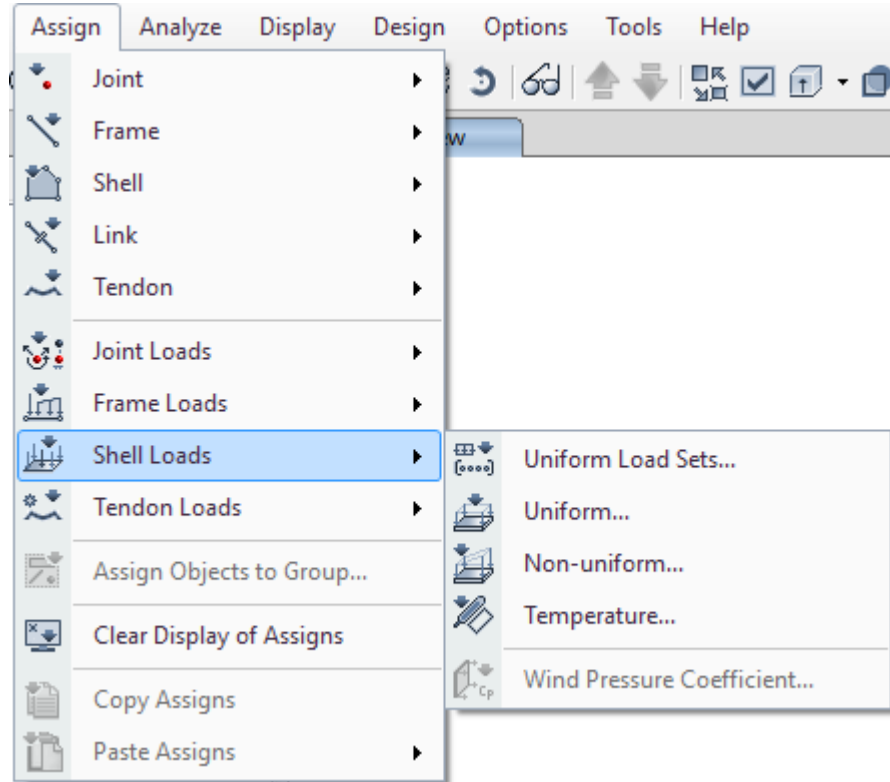 Assign Analyze Display Design Options Tools Help
Joint
Frame
Shell
Link
Tendon
Joint Loads
Frame Loads
Shell Loads
Tendon Loads
Assign Objects to Group...
Clear Display of Assigns
Copy Assigns
Paste Assigns
Uniform Load Sets...
Uniform...
Non-uniform...
Temperature...
Wind Pressure Coefficient...